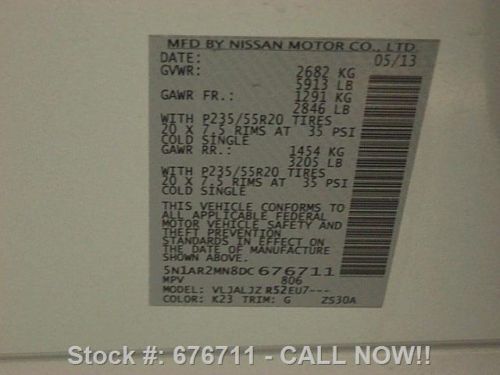 MFD BY NISSAN MOTOR CO., LTD.
DATE: 05/13
GVWR: 2682 KG
5913 LB
GAWR FR.: 1291 KG
2846 LB
WITH P235/55R20 TIRES
20 X 7.5 RIMS AT 35 PSI
COLD SINGLE
GAWR RR.: 1454 KG
3205 LB
WITH P235/55R20 TIRES
20 X 7.5 RIMS AT 35 PSI
COLD SINGLE
THIS VEHICLE CONFORMS TO
ALL APPLICABLE FEDERAL
MOTOR VEHICLE SAFETY AND
THEFT PREVENTION
STANDARDS IN EFFECT ON
THE DATE OF MANUFACTURE
SHOWN ABOVE.
5N1AR2MN8DC676711
MPV 806
MODEL: VLJALJZ R52EU7---
COLOR: K23 TRIM: G ZS30A
Stock #: 676711 - CALL NOW!!